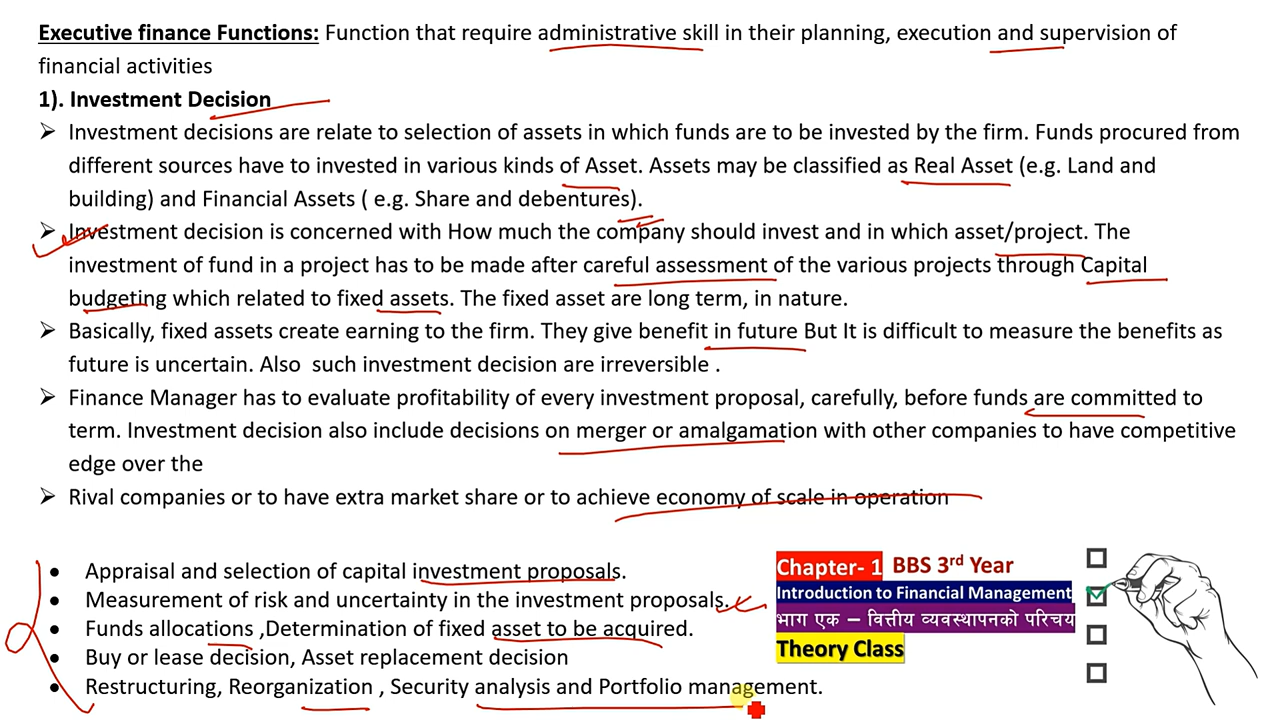 Executive finance Functions: Function that require administrative skill in their planning, execution and supervision of
financial activities
1). Investment Decision
➢ Investment decisions are relate to selection of assets in which funds are to be invested by the firm. Funds procured from
different sources have to invested in various kinds of Asset. Assets may be classified as Real Asset (e.g. Land and
building) and Financial Assets ( e.g. Share and debentures).
➢ Investment decision is concerned with How much the company should invest and in which asset/project. The
investment of fund in a project has to be made after careful assessment of the various projects through Capital
budgeting which related to fixed assets. The fixed asset are long term, in nature.
➢ Basically, fixed assets create earning to the firm. They give benefit in future But It is difficult to measure the benefits as
future is uncertain. Also such investment decision are irreversible .
➢ Finance Manager has to evaluate profitability of every investment proposal, carefully, before funds are committed to
term. Investment decision also include decisions on merger or amalgamation with other companies to have competitive
edge over the
➢ Rival companies or to have extra market share or to achieve economy of scale in operation
• Appraisal and selection of capital investment proposals.
• Measurement of risk and uncertainty in the investment proposals.
• Funds allocations ,Determination of fixed asset to be acquired.
• Buy or lease decision, Asset replacement decision
• Restructuring, Reorganization , Security analysis and Portfolio management.
Chapter- 1 BBS 3rd Year
Introduction to Financial Management
भाग एक – वित्तीय व्यवस्थापनको परिचय
Theory Class